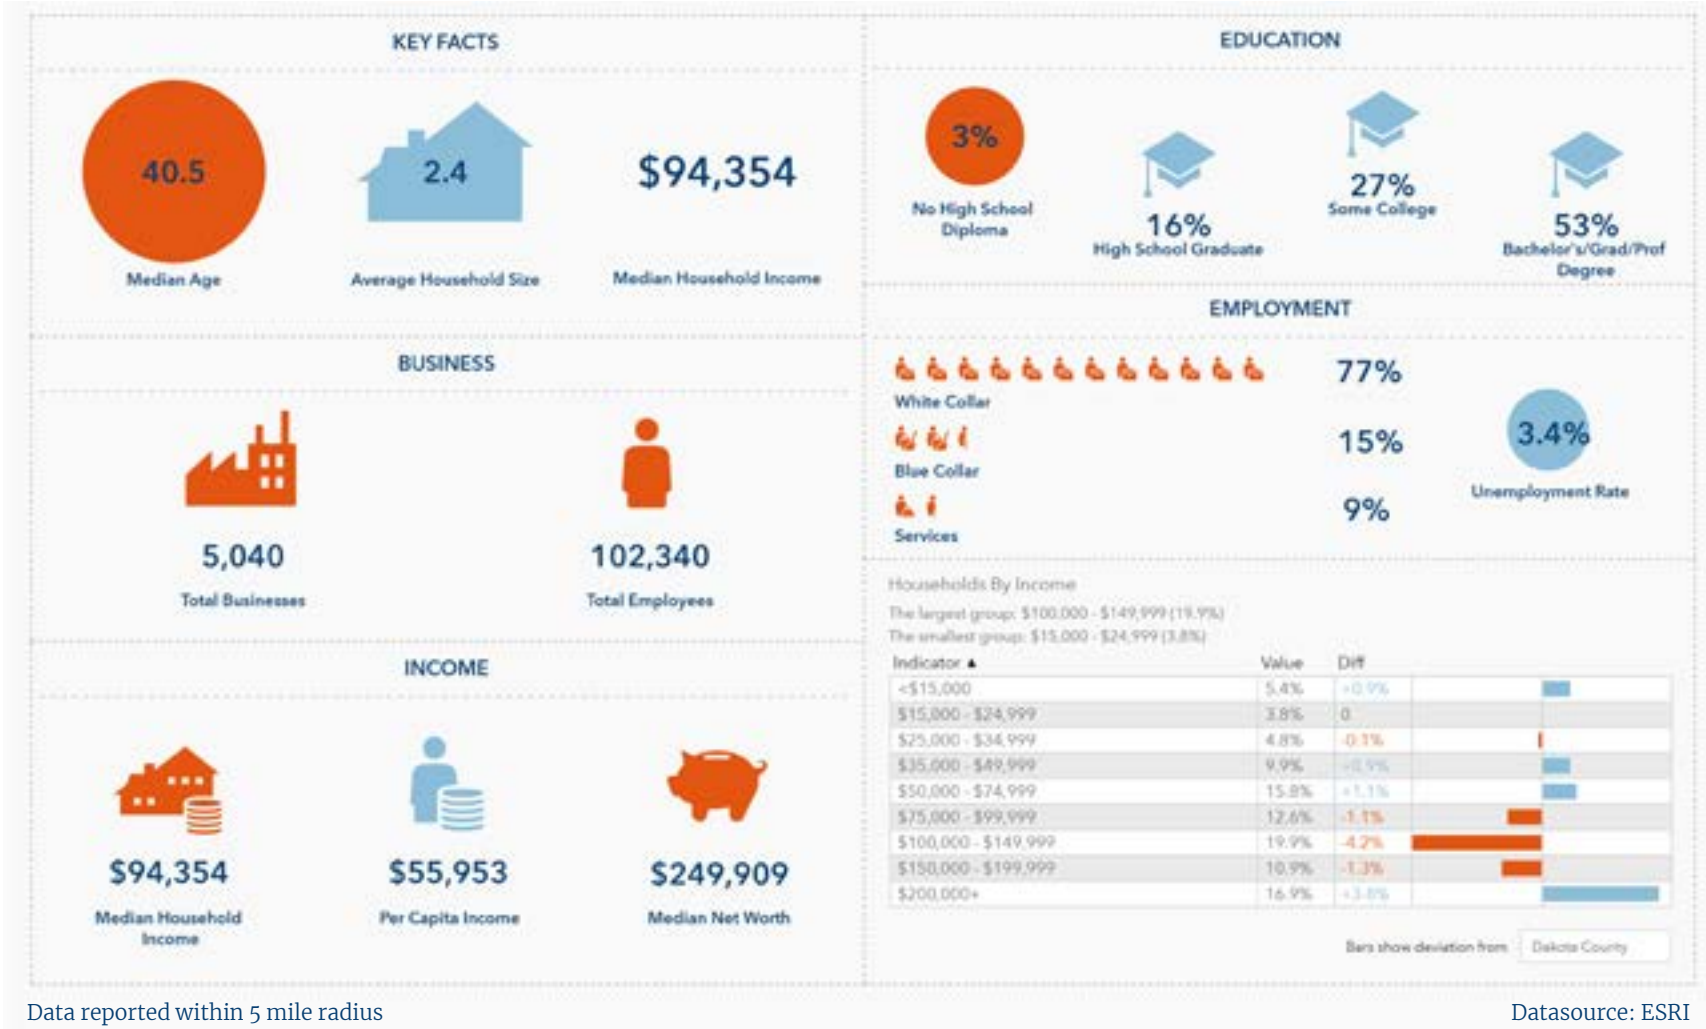 KEY FACTS
40.5
Median Age
2.4
Average Household Size
$94,354
Median Household Income
BUSINESS
5,040
Total Businesses
102,340
Total Employees
INCOME
$94,354
Median Household
Income
$55,953
Per Capita Income
$249,909
Median Net Worth
EDUCATION
3%
No High School
Diploma
16%
High School Graduate
27%
Some College
53%
Bachelor's/Grad/Prof
Degree
EMPLOYMENT
77%
White Collar
15%
Blue Collar
9%
Services
3.4%
Unemployment Rate
Households By Income
The largest group: $100,000 - $149,999 (19.9%)
The smallest group: $15,000 - $24,999 (3.8%)
Indicator ▲ Value Diff
<$15,000 5.4% +0.9%
$15,000 - $24,999 3.8% 0
$25,000 - $34,999 4.8% -0.1%
$35,000 - $49,999 9.9% +0.9%
$50,000 - $74,999 15.8% +1.1%
$75,000 - $99,999 12.6% -1.1%
$100,000 - $149,999 19.9% -4.2%
$150,000 - $199,999 10.9% -1.3%
$200,000+ 16.9% +3.8%
Bars show deviation from Dakota County
Data reported within 5 mile radius
Datasource: ESRI